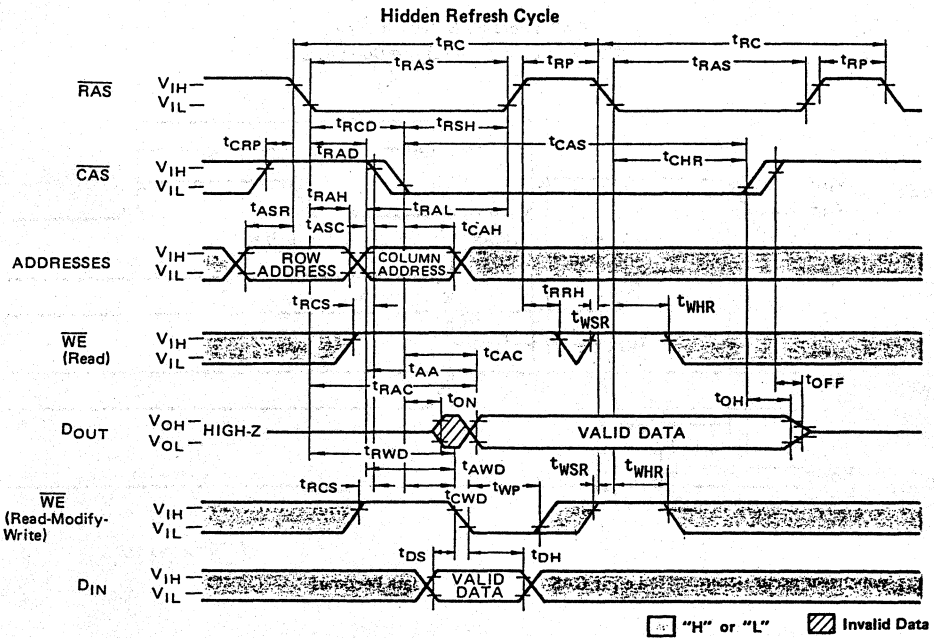 Hidden Refresh Cycle
tRC tRC
tRAS tRP tRAS tRP
RAS VIH VIL
tRCD tRSH
tCRP tRAD tCAS
tCHR
CAS VIH VIL
tRAH tRAL
tASR tASC tCAH
ADDRESSES VIH VIL ROW ADDRESS COLUMN ADDRESS
tRCS tRRH tWSR tWHR
WE (Read) VIH VIL
tCAC
tAA
tRAC tOFF
tON tOH
DOUT VOH VOL HIGH-Z VALID DATA
tRWD
tAWD tWSR tWHR
tRCS tCWD tWP
WE (Read-Modify-Write) VIH VIL
tDS tDH
DIN VIH VIL VALID DATA
"H" or "L" Invalid Data